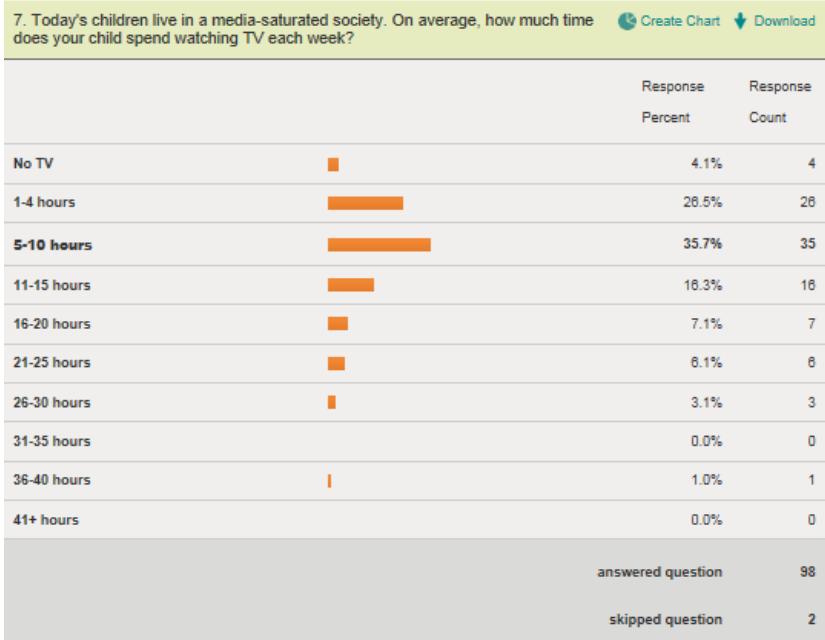 7. Today's children live in a media-saturated society. On average, how much time
does your child spend watching TV each week?
Create Chart Download
Response Response
Percent Count
No TV 4.1% 4
1-4 hours 26.5% 26
5-10 hours 35.7% 35
11-15 hours 16.3% 16
16-20 hours 7.1% 7
21-25 hours 6.1% 6
26-30 hours 3.1% 3
31-35 hours 0.0% 0
36-40 hours 1.0% 1
41+ hours 0.0% 0
answered question 98
skipped question 2